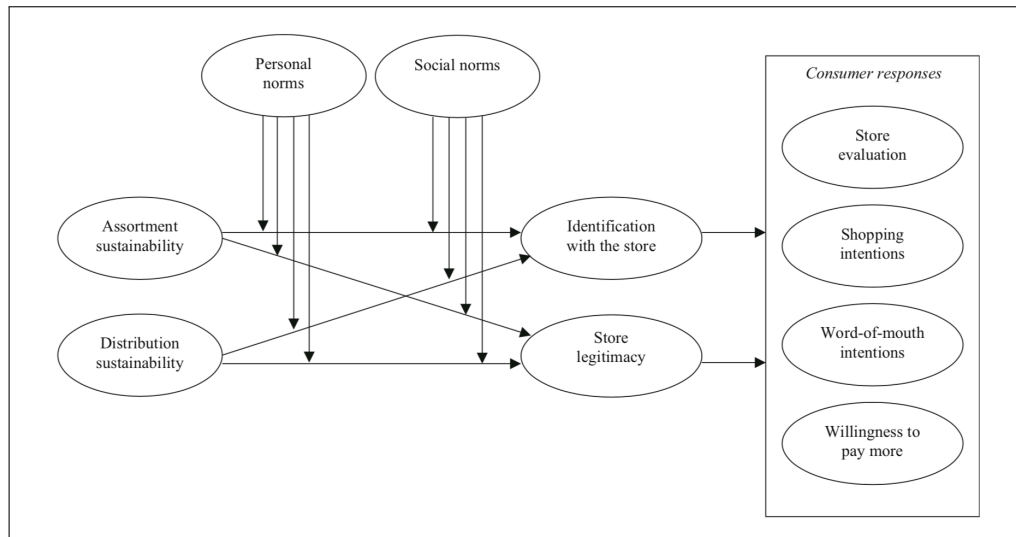 Personal
norms
Social norms
Consumer responses
Store
evaluation
Assortment
sustainability
Identification
with the store
Shopping
intentions
Distribution
sustainability
Store
legitimacy
Word-of-mouth
intentions
Willingness to
pay more